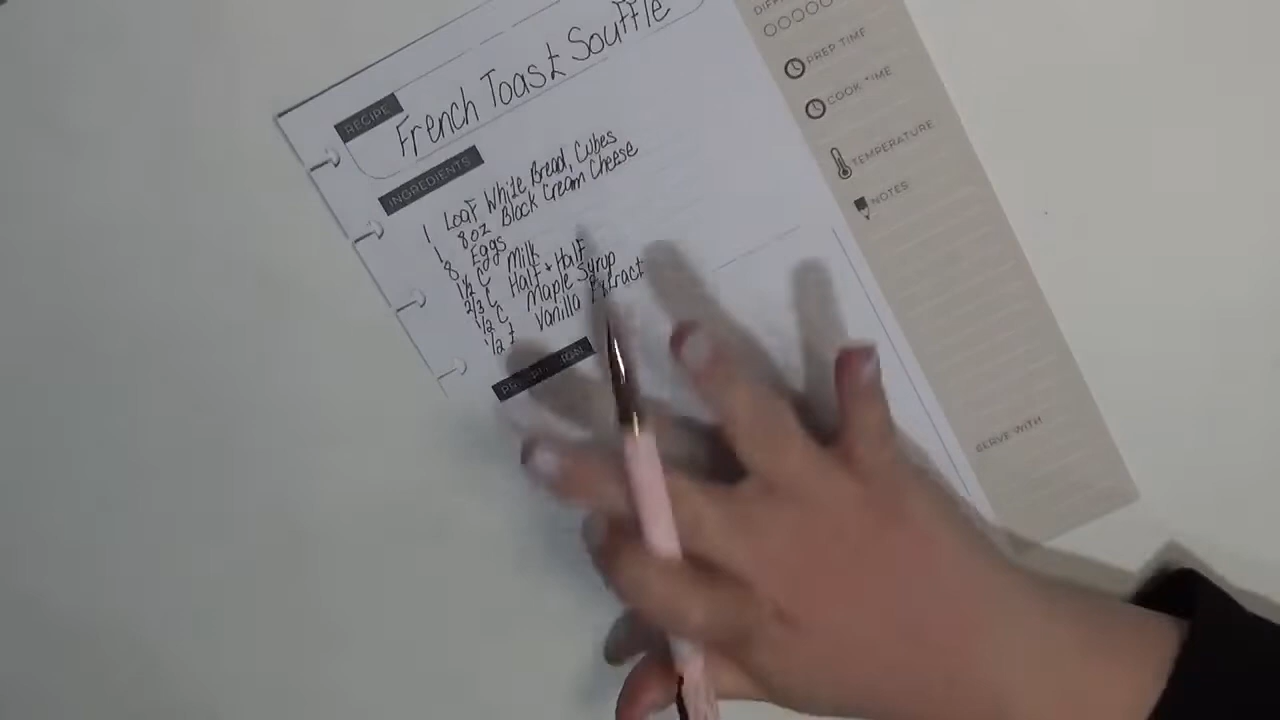 RECIPE
French Toast Souffle
INGREDIENTS
1 Loaf White Bread, Cubes
1 8oz Block Cream Cheese
8 Eggs
1½ C Milk
2/3 C Half + Half
1/2 C Maple Syrup
1/2 t Vanilla Extract
PREP TIME
COOK TIME
TEMPERATURE
NOTES
SERVE WITH